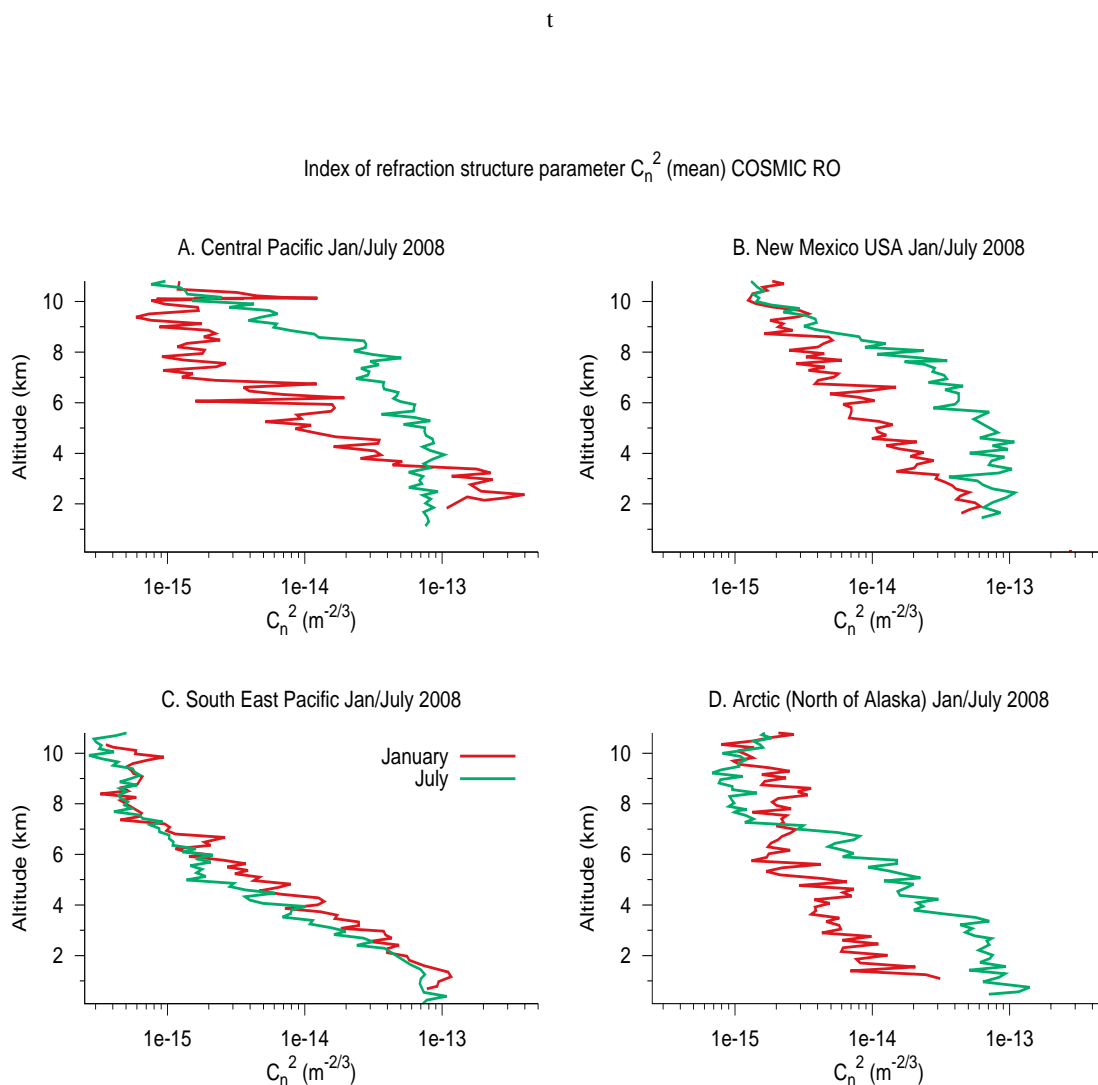 t
Index of refraction structure parameter Cₙ² (mean) COSMIC RO
A. Central Pacific Jan/July 2008
Altitude (km)
10
8
6
4
2
1e-15 1e-14 1e-13
Cₙ² (m⁻²/³)
B. New Mexico USA Jan/July 2008
Altitude (km)
10
8
6
4
2
1e-15 1e-14 1e-13
Cₙ² (m⁻²/³)
C. South East Pacific Jan/July 2008
January
July
Altitude (km)
10
8
6
4
2
1e-15 1e-14 1e-13
Cₙ² (m⁻²/³)
D. Arctic (North of Alaska) Jan/July 2008
Altitude (km)
10
8
6
4
2
1e-15 1e-14 1e-13
Cₙ² (m⁻²/³)